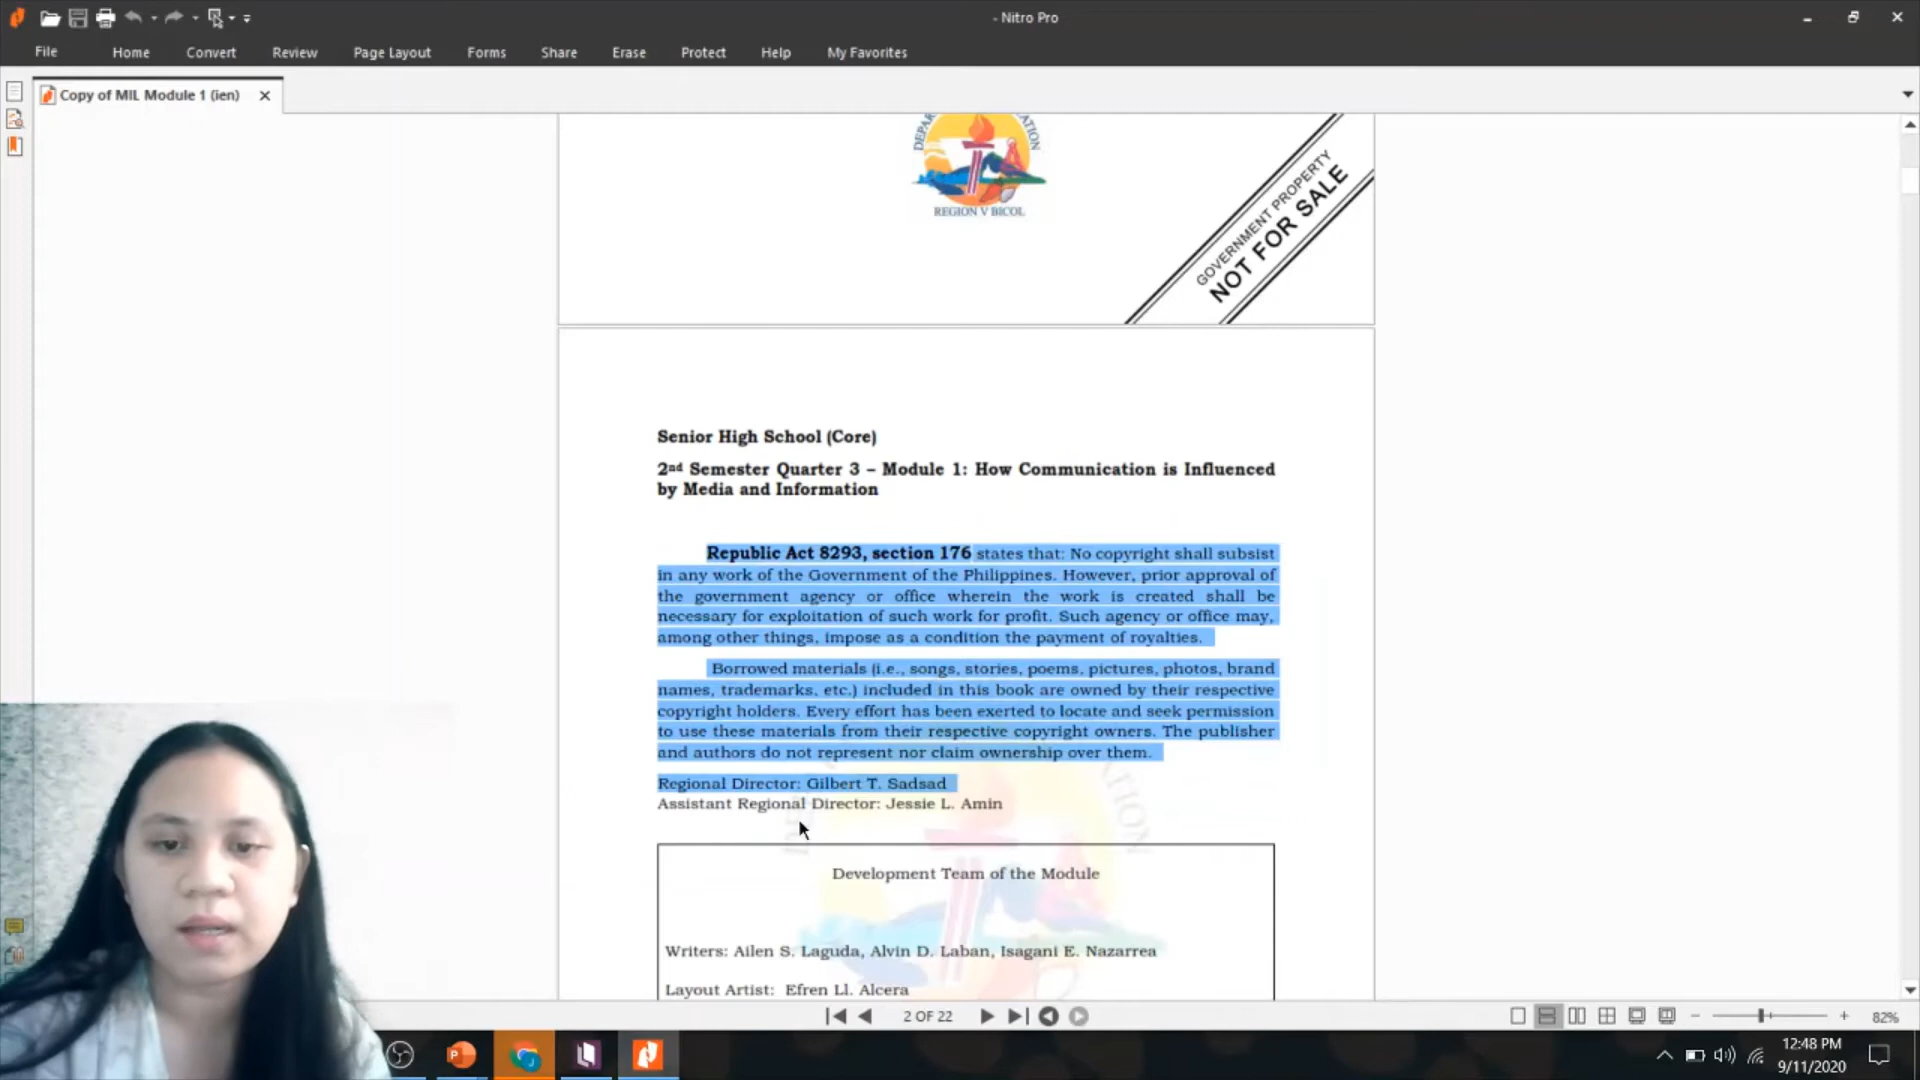 - Nitro Pro
File Home Convert Review Page Layout Forms Share Erase Protect Help My Favorites
Copy of MIL Module 1 (ien)
REGION V BICOL
GOVERNMENT PROPERTY
NOT FOR SALE
Senior High School (Core)
2nd Semester Quarter 3 – Module 1: How Communication is Influenced
by Media and Information
Republic Act 8293, section 176 states that: No copyright shall subsist
in any work of the Government of the Philippines. However, prior approval of
the government agency or office wherein the work is created shall be
necessary for exploitation of such work for profit. Such agency or office may,
among other things, impose as a condition the payment of royalties.
Borrowed materials (i.e., songs, stories, poems, pictures, photos, brand
names, trademarks, etc.) included in this book are owned by their respective
copyright holders. Every effort has been exerted to locate and seek permission
to use these materials from their respective copyright owners. The publisher
and authors do not represent nor claim ownership over them.
Regional Director: Gilbert T. Sadsad
Assistant Regional Director: Jessie L. Amin
Development Team of the Module
Writers: Ailen S. Laguda, Alvin D. Laban, Isagani E. Nazarrea
Layout Artist: Efren Ll. Alcera
2 OF 22
82%
12:48 PM
9/11/2020